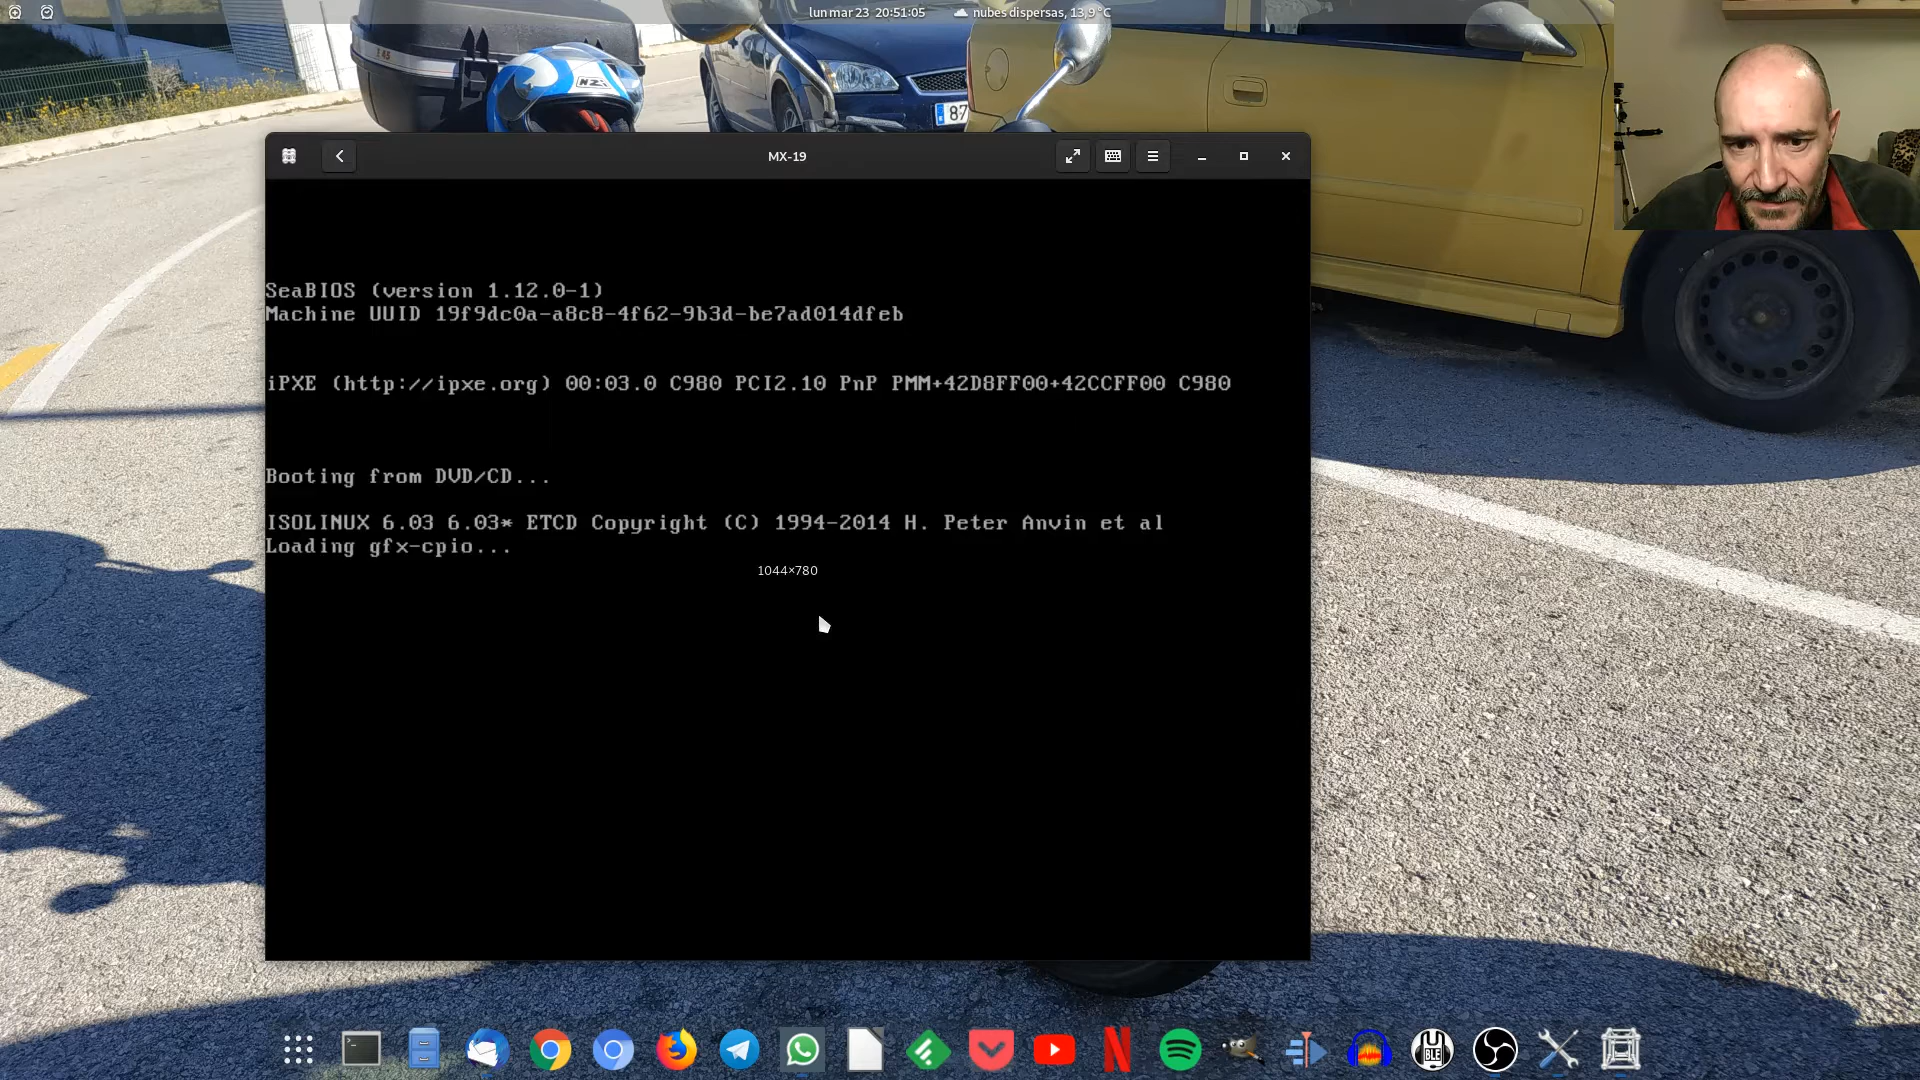 lun mar 23 20:51:05 nubes dispersas, 13,9°C
T45
NZI
87
MX-19
SeaBIOS (version 1.12.0-1)
Machine UUID 19f9dc0a-a8c8-4f62-9b3d-be7ad014dfeb
iPXE (http://ipxe.org) 00:03.0 C980 PCI2.10 PnP PMM+42D8FF00+42CCFF00 C980
Booting from DVD/CD...
ISOLINUX 6.03 6.03* ETCD Copyright (C) 1994-2014 H. Peter Anvin et al
Loading gfx-cpio...
1044×780
N
BLE